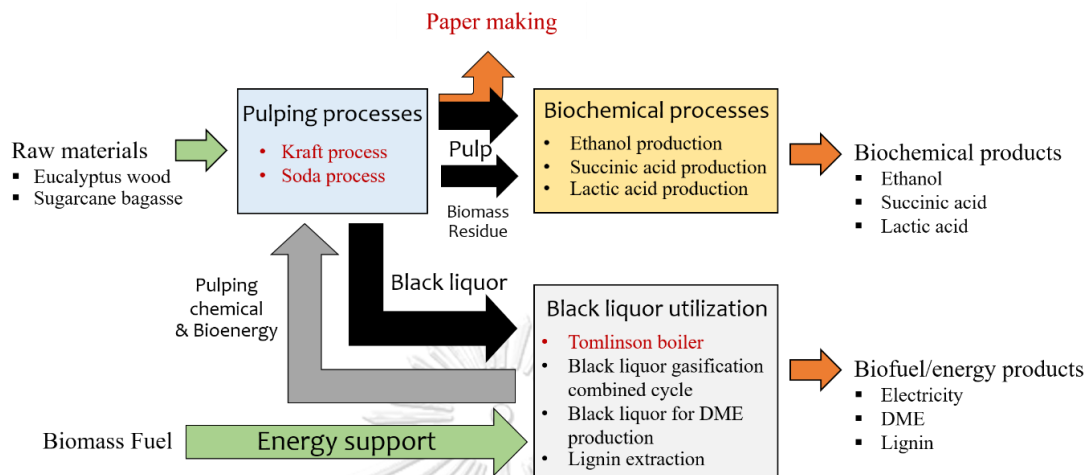 Paper making
Pulping processes
• Kraft process
• Soda process
Raw materials
▪ Eucalyptus wood
▪ Sugarcane bagasse
Pulp
Biomass
Residue
Biochemical processes
• Ethanol production
• Succinic acid production
• Lactic acid production
Biochemical products
▪ Ethanol
▪ Succinic acid
▪ Lactic acid
Pulping
chemical
& Bioenergy
Black liquor
Black liquor utilization
• Tomlinson boiler
• Black liquor gasification
combined cycle
• Black liquor for DME
production
• Lignin extraction
Biofuel/energy products
▪ Electricity
▪ DME
▪ Lignin
Biomass Fuel
Energy support